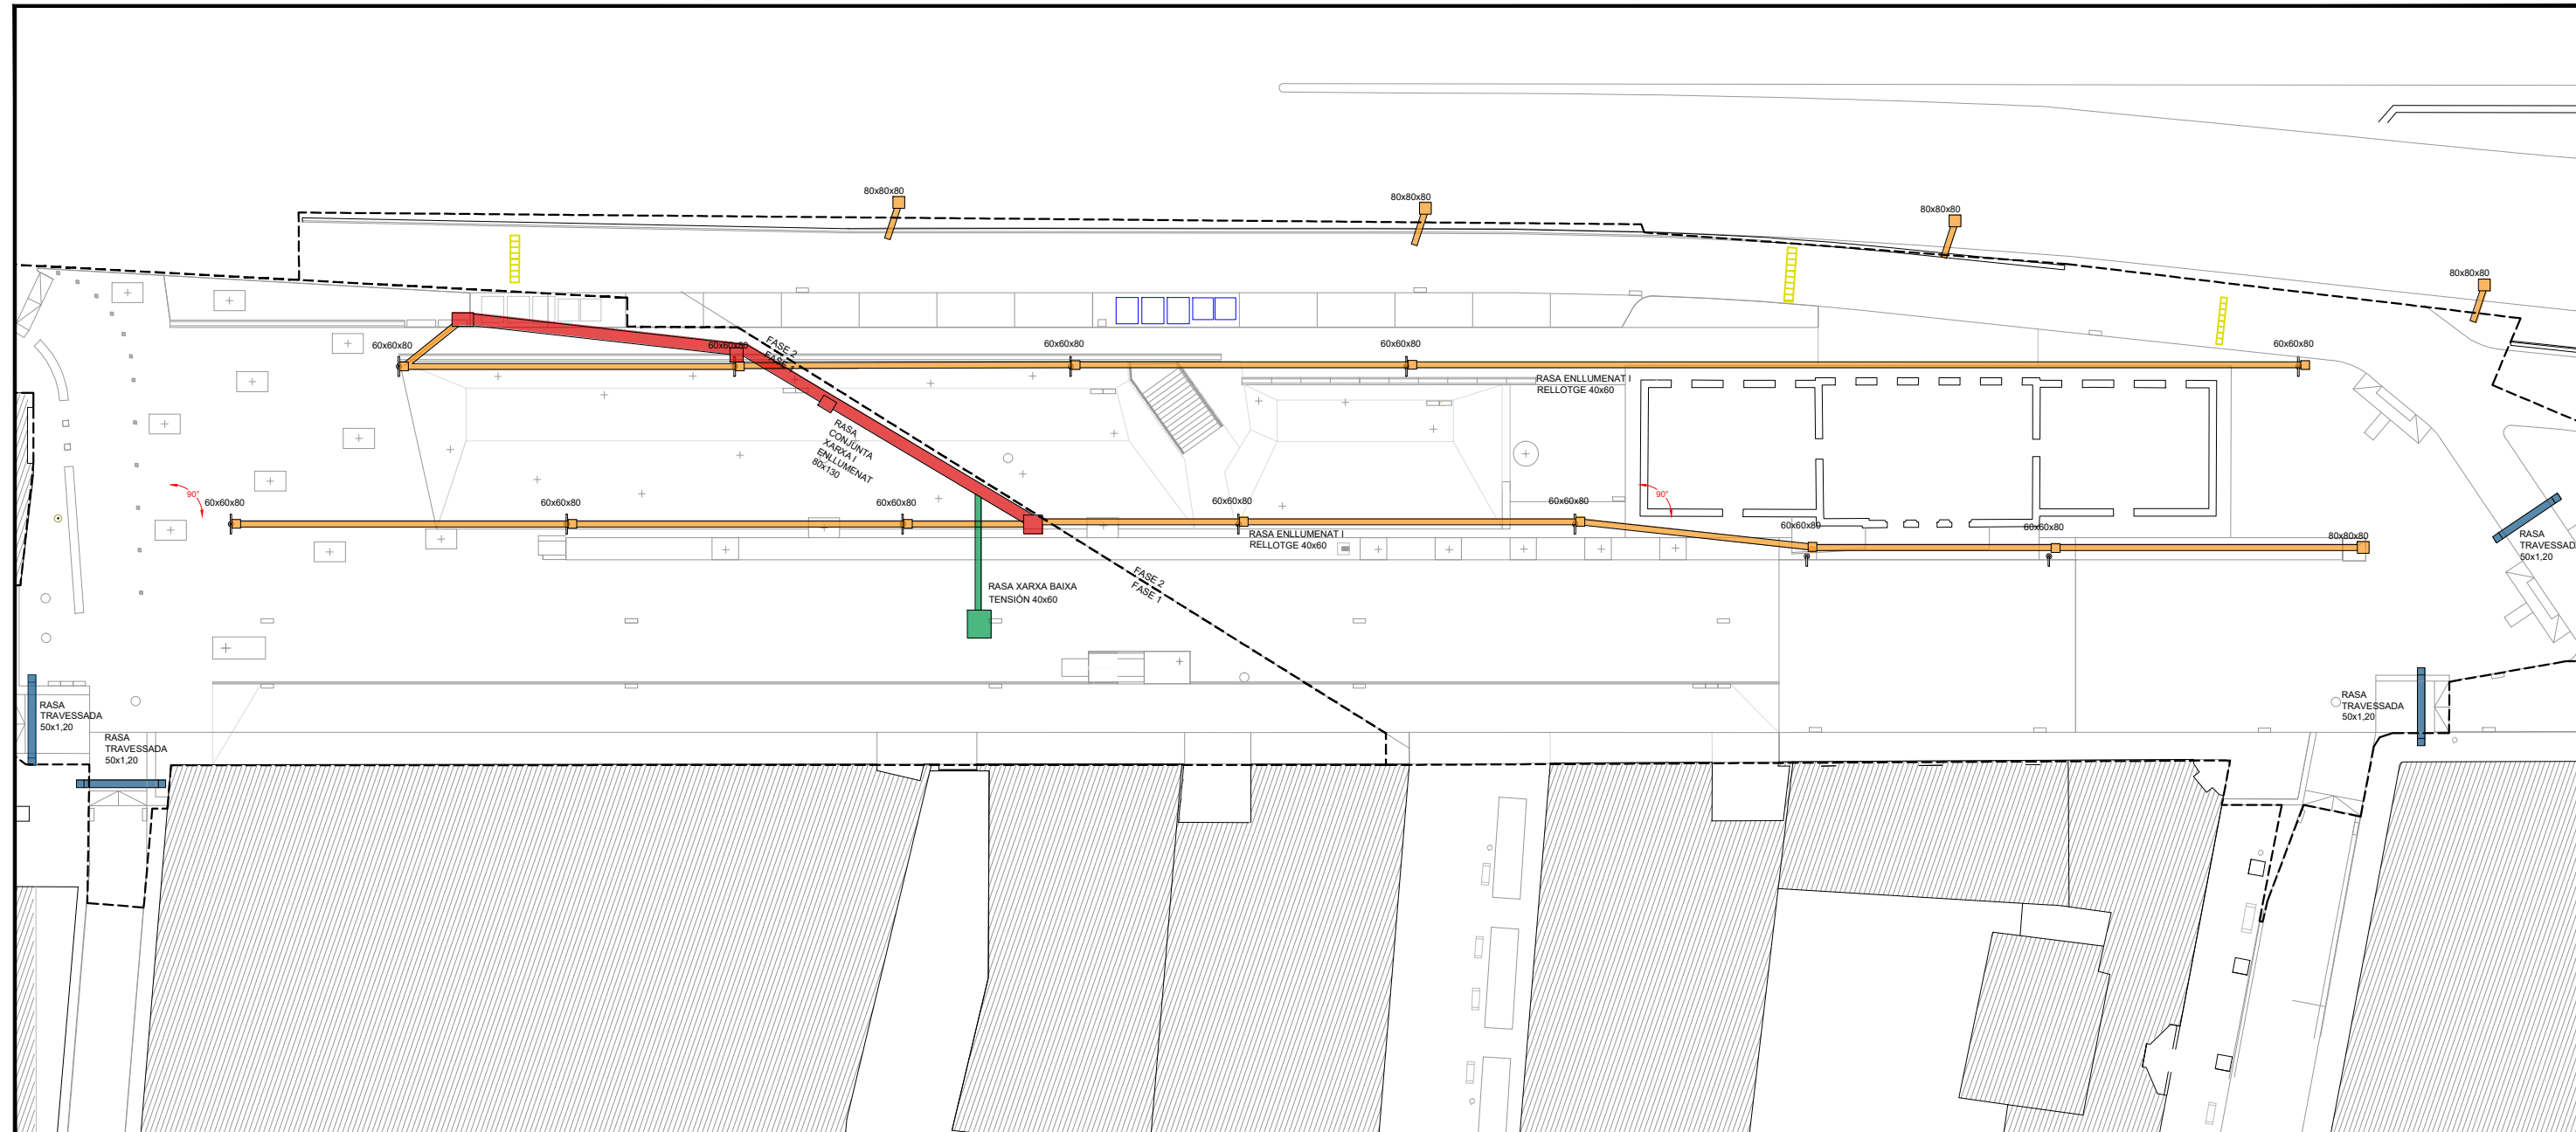 80x80x80
80x80x80
80x80x80
80x80x80
60x60x80
60x60x80
60x60x80
60x60x80
60x60x80
FASE 2
FASE 1
RASA ENLLUMENAT I
RELLOTGE 40x60
RASA
CONJUNTA
XARXA I
ENLLUMENAT
80x130
90°
90°
60x60x80
60x60x80
60x60x80
60x60x80
60x60x80
60x60x80
60x60x80
80x80x80
RASA ENLLUMENAT I
RELLOTGE 40x60
RASA
TRAVESSADA
50x1,20
FASE 2
FASE 1
RASA XARXA BAIXA
TENSIÓN 40x60
RASA
TRAVESSADA
50x1,20
RASA
TRAVESSADA
50x1,20
RASA
TRAVESSADA
50x1,20